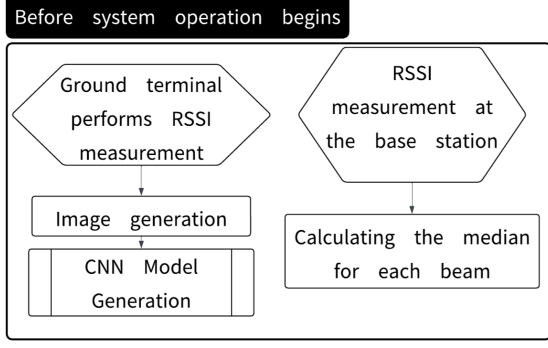 Before system operation begins
Ground terminal
performs RSSI
measurement
Image generation
CNN Model
Generation
RSSI
measurement at
the base station
Calculating the median
for each beam